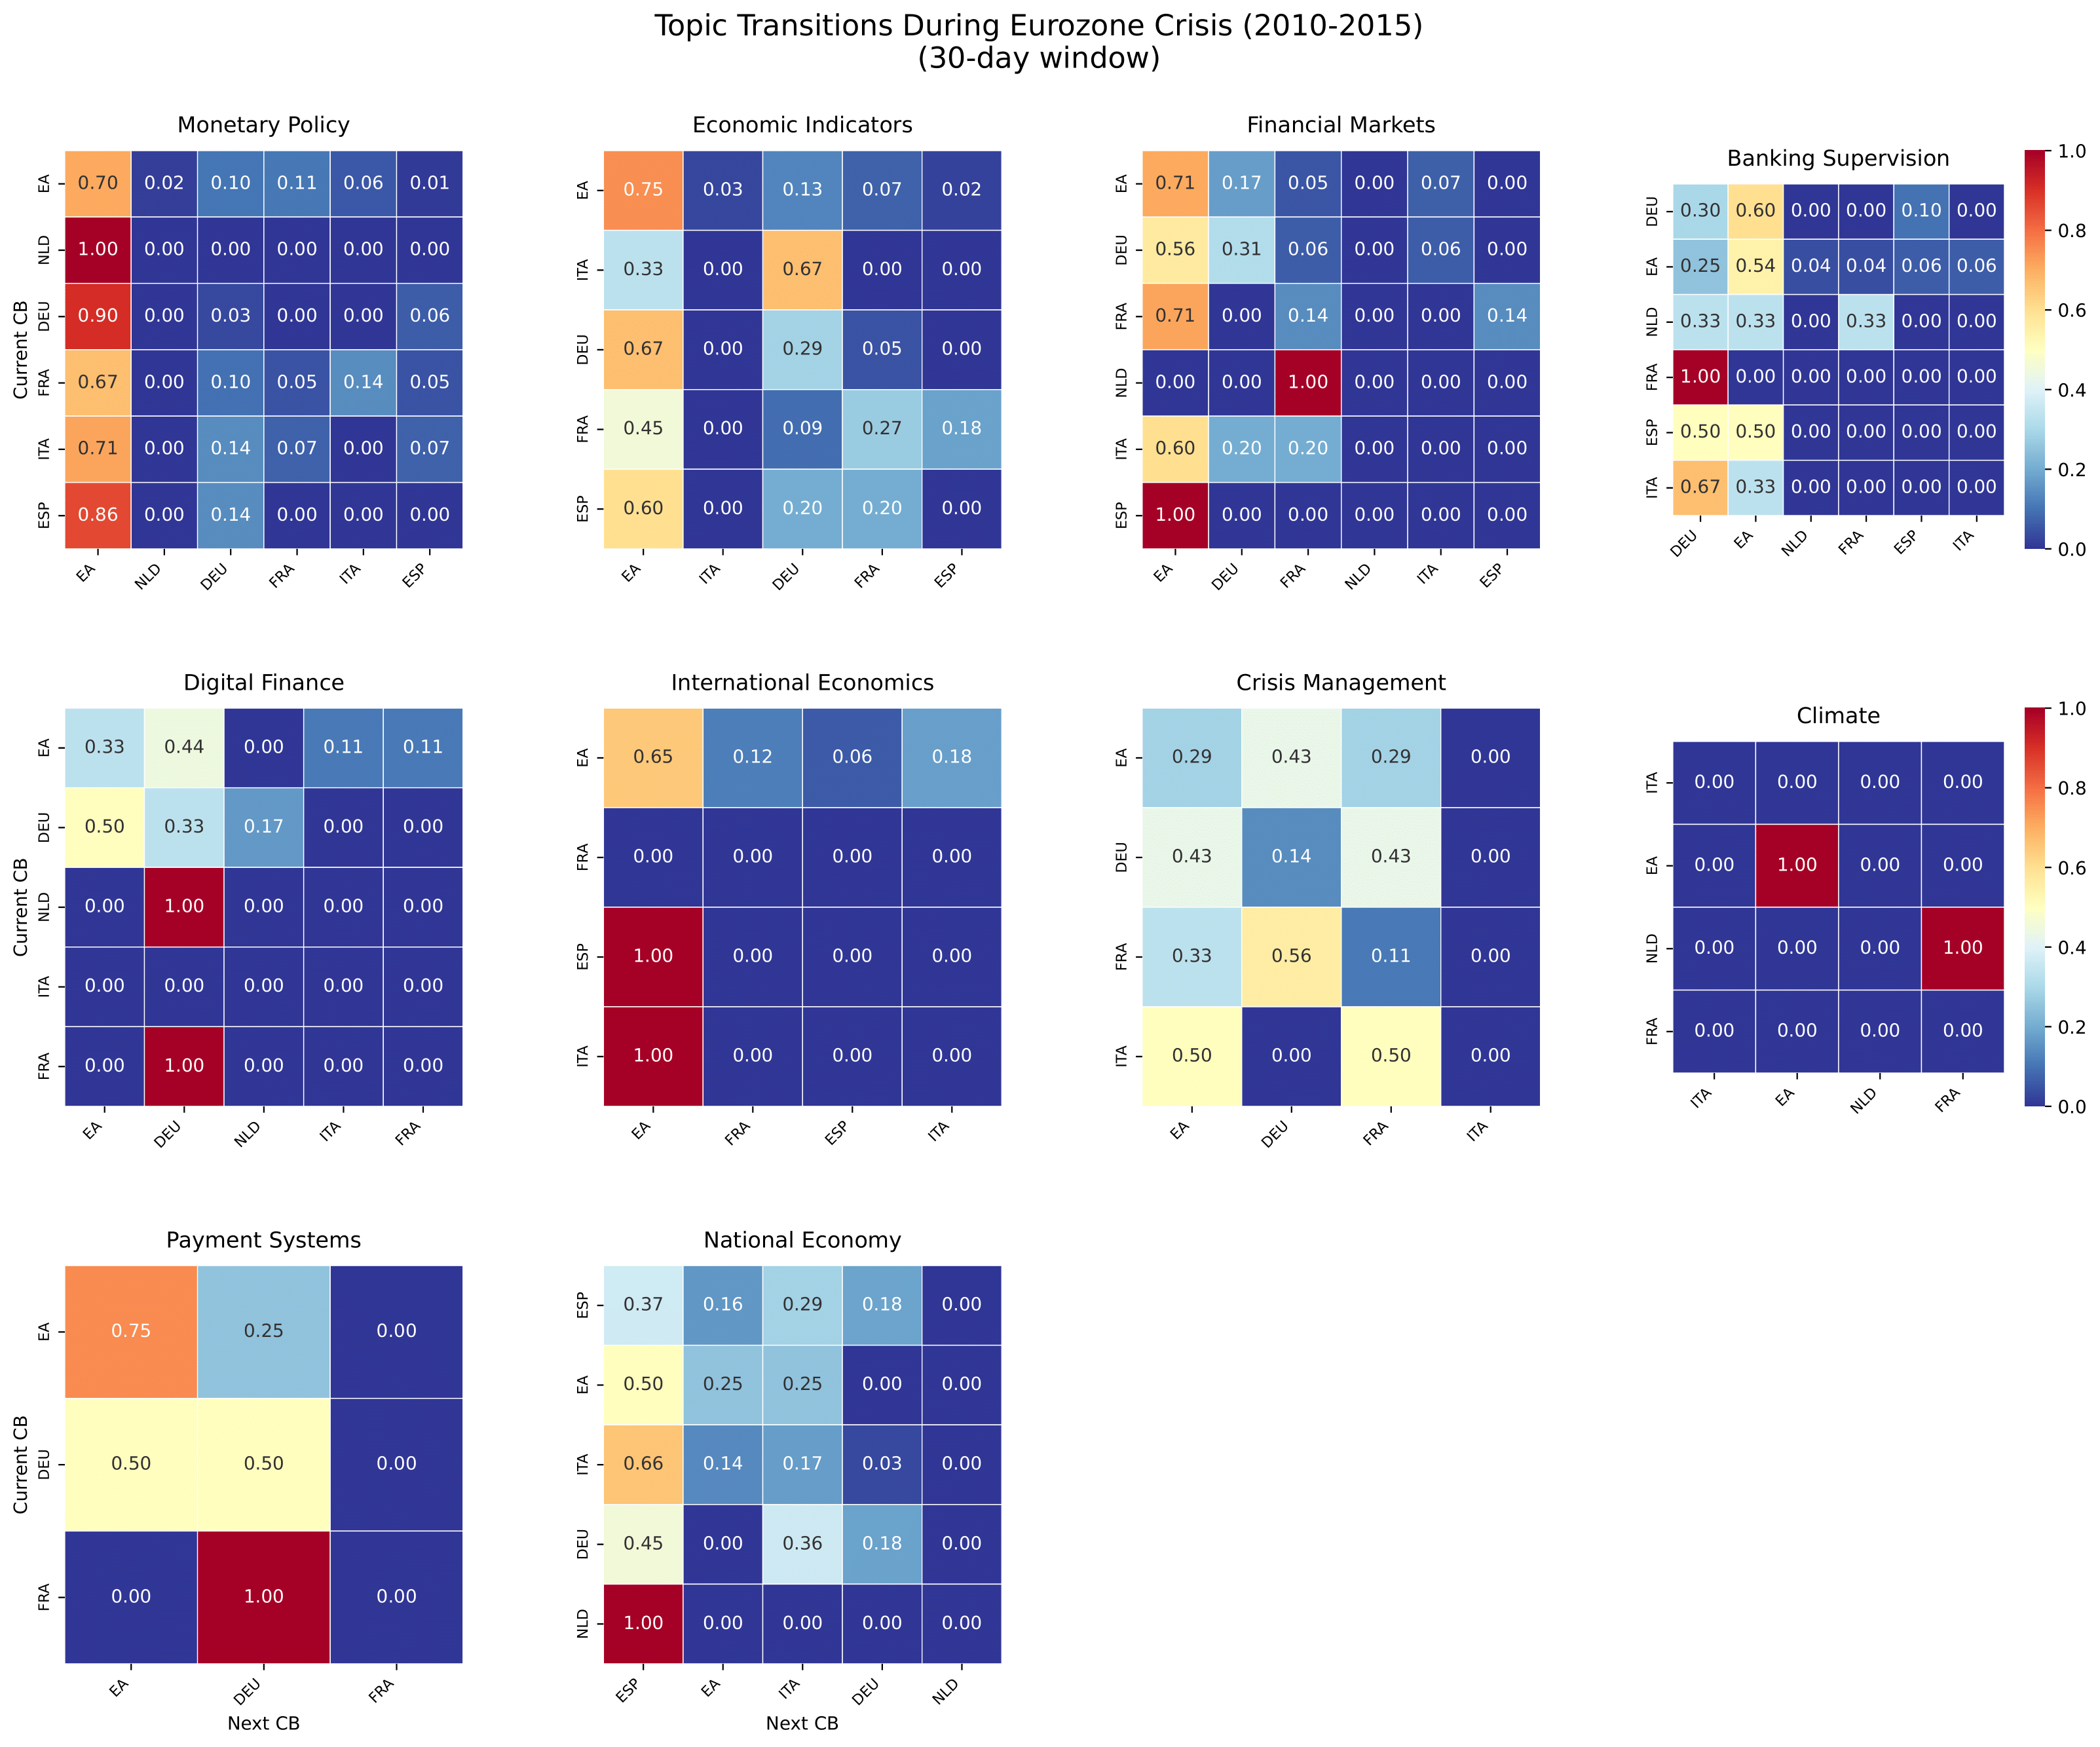 Topic Transitions During Eurozone Crisis (2010-2015)
(30-day window)
Monetary Policy
Current CB
EA 0.70 0.02 0.10 0.11 0.06 0.01
NLD 1.00 0.00 0.00 0.00 0.00 0.00
DEU 0.90 0.00 0.03 0.00 0.00 0.06
FRA 0.67 0.00 0.10 0.05 0.14 0.05
ITA 0.71 0.00 0.14 0.07 0.00 0.07
ESP 0.86 0.00 0.14 0.00 0.00 0.00
EA NLD DEU FRA ITA ESP
Economic Indicators
EA 0.75 0.03 0.13 0.07 0.02
ITA 0.33 0.00 0.67 0.00 0.00
DEU 0.67 0.00 0.29 0.05 0.00
FRA 0.45 0.00 0.09 0.27 0.18
ESP 0.60 0.00 0.20 0.20 0.00
EA ITA DEU FRA ESP
Financial Markets
EA 0.71 0.17 0.05 0.00 0.07 0.00
DEU 0.56 0.31 0.06 0.00 0.06 0.00
FRA 0.71 0.00 0.14 0.00 0.00 0.14
NLD 0.00 0.00 1.00 0.00 0.00 0.00
ITA 0.60 0.20 0.20 0.00 0.00 0.00
ESP 1.00 0.00 0.00 0.00 0.00 0.00
EA DEU FRA NLD ITA ESP
Banking Supervision
DEU 0.30 0.60 0.00 0.00 0.10 0.00
EA 0.25 0.54 0.04 0.04 0.06 0.06
NLD 0.33 0.33 0.00 0.33 0.00 0.00
FRA 1.00 0.00 0.00 0.00 0.00 0.00
ESP 0.50 0.50 0.00 0.00 0.00 0.00
ITA 0.67 0.33 0.00 0.00 0.00 0.00
DEU EA NLD FRA ESP ITA
1.0
0.8
0.6
0.4
0.2
0.0
Digital Finance
Current CB
EA 0.33 0.44 0.00 0.11 0.11
DEU 0.50 0.33 0.17 0.00 0.00
NLD 0.00 1.00 0.00 0.00 0.00
ITA 0.00 0.00 0.00 0.00 0.00
FRA 0.00 1.00 0.00 0.00 0.00
EA DEU NLD ITA FRA
International Economics
EA 0.65 0.12 0.06 0.18
FRA 0.00 0.00 0.00 0.00
ESP 1.00 0.00 0.00 0.00
ITA 1.00 0.00 0.00 0.00
EA FRA ESP ITA
Crisis Management
EA 0.29 0.43 0.29 0.00
DEU 0.43 0.14 0.43 0.00
FRA 0.33 0.56 0.11 0.00
ITA 0.50 0.00 0.50 0.00
EA DEU FRA ITA
Climate
ITA 0.00 0.00 0.00 0.00
EA 0.00 1.00 0.00 0.00
NLD 0.00 0.00 0.00 1.00
FRA 0.00 0.00 0.00 0.00
ITA EA NLD FRA
1.0
0.8
0.6
0.4
0.2
0.0
Payment Systems
Current CB
EA 0.75 0.25 0.00
DEU 0.50 0.50 0.00
FRA 0.00 1.00 0.00
EA DEU FRA
Next CB
National Economy
ESP 0.37 0.16 0.29 0.18 0.00
EA 0.50 0.25 0.25 0.00 0.00
ITA 0.66 0.14 0.17 0.03 0.00
DEU 0.45 0.00 0.36 0.18 0.00
NLD 1.00 0.00 0.00 0.00 0.00
ESP EA ITA DEU NLD
Next CB